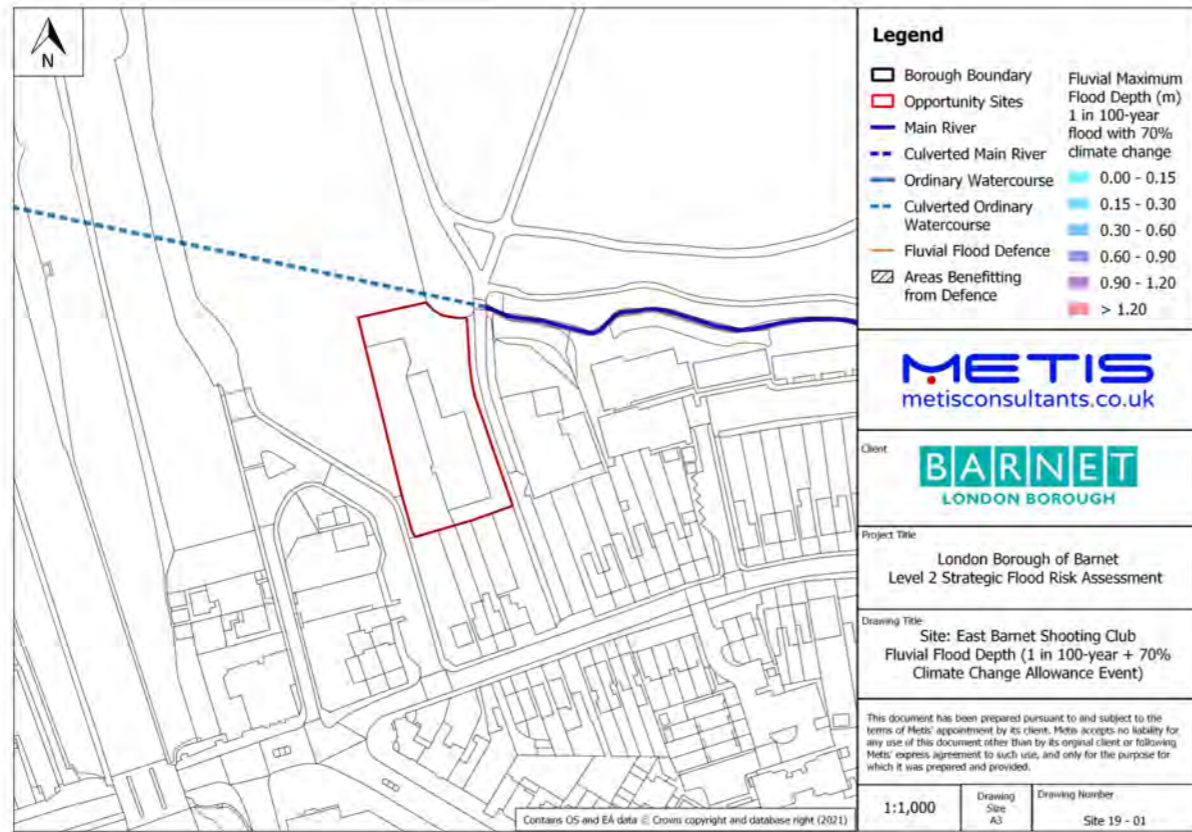 N
Contains OS and EA data © Crown copyright and database right (2021)
Legend
Borough Boundary
Opportunity Sites
Main River
Culverted Main River
Ordinary Watercourse
Culverted Ordinary
Watercourse
Fluvial Flood Defence
Areas Benefitting
from Defence
Fluvial Maximum
Flood Depth (m)
1 in 100-year
flood with 70%
climate change
0.00 - 0.15
0.15 - 0.30
0.30 - 0.60
0.60 - 0.90
0.90 - 1.20
> 1.20
METIS
metisconsultants.co.uk
Client
BARNET
LONDON BOROUGH
Project Title
London Borough of Barnet
Level 2 Strategic Flood Risk Assessment
Drawing Title
Site: East Barnet Shooting Club
Fluvial Flood Depth (1 in 100-year + 70%
Climate Change Allowance Event)
This document has been prepared pursuant to and subject to the
terms of Metis' appointment by its client. Metis accepts no liability for
any use of this document other than by its orginal client or following
Metis' express agreement to such use, and only for the purpose for
which it was prepared and provided.
1:1,000
Drawing
Size
A3
Drawing Number
Site 19 - 01